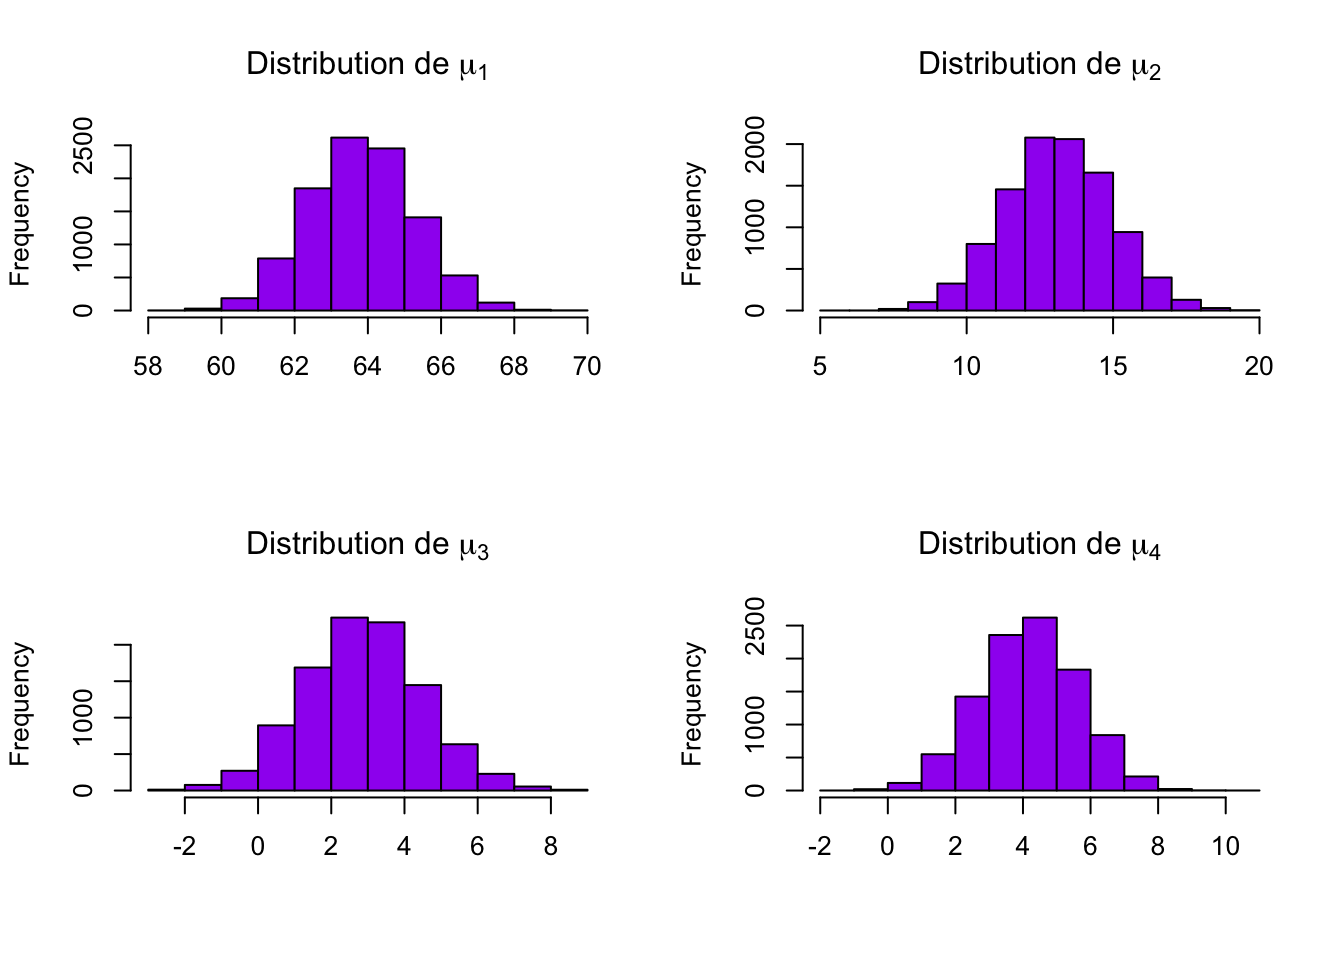 Distribution de μ1
Frequency
0 1000 2500
58 60 62 64 66 68 70
Distribution de μ2
Frequency
0 1000 2000
5 10 15 20
Distribution de μ3
Frequency
0 1000
-2 0 2 4 6 8
Distribution de μ4
Frequency
0 1000 2500
-2 0 2 4 6 8 10